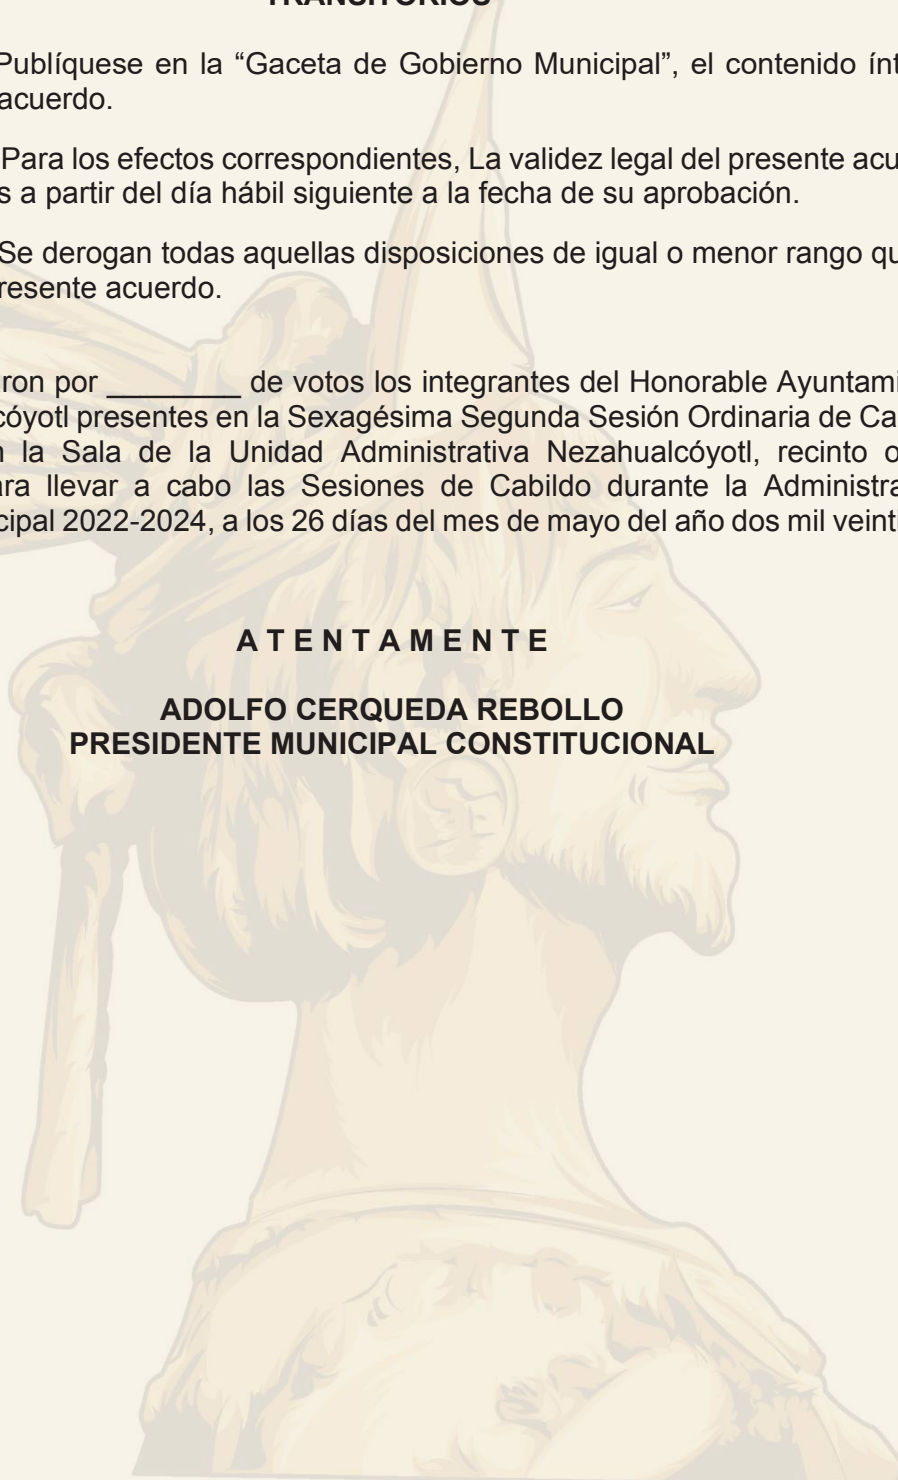 TRANSITORIOS
Publíquese en la “Gaceta de Gobierno Municipal”, el contenido ínt
acuerdo.
Para los efectos correspondientes, La validez legal del presente acu
s a partir del día hábil siguiente a la fecha de su aprobación.
Se derogan todas aquellas disposiciones de igual o menor rango qu
resente acuerdo.
ron por ________ de votos los integrantes del Honorable Ayuntami
cóyotl presentes en la Sexagésima Segunda Sesión Ordinaria de Ca
n la Sala de la Unidad Administrativa Nezahualcóyotl, recinto o
ara llevar a cabo las Sesiones de Cabildo durante la Administra
cipal 2022-2024, a los 26 días del mes de mayo del año dos mil veinti
A T E N T A M E N T E
ADOLFO CERQUEDA REBOLLO
PRESIDENTE MUNICIPAL CONSTITUCIONAL